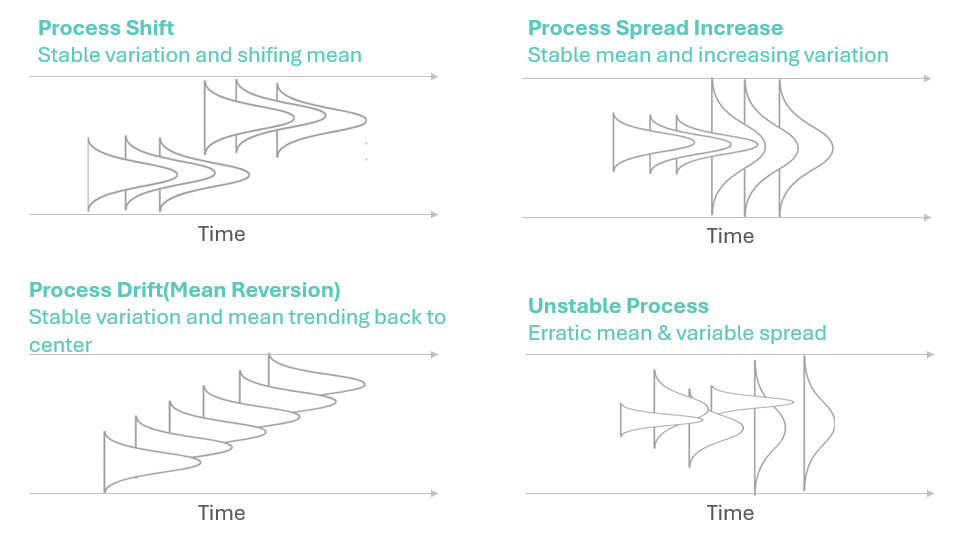 Process Shift
Stable variation and shifing mean
Time
Process Spread Increase
Stable mean and increasing variation
Time
Process Drift(Mean Reversion)
Stable variation and mean trending back to
center
Time
Unstable Process
Erratic mean & variable spread
Time